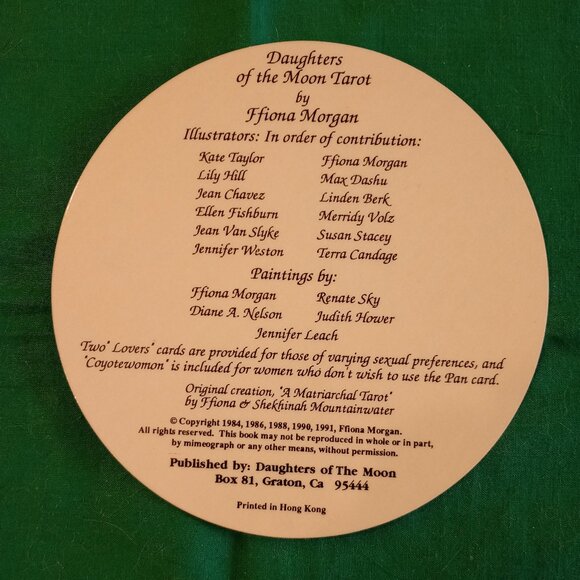 Daughters
of the Moon Tarot
by
Ffiona Morgan
Illustrators: In order of contribution:
Kate Taylor Ffiona Morgan
Lily Hill Max Dashu
Jean Chavez Linden Berk
Ellen Fishburn Merridy Volz
Jean Van Slyke Susan Stacey
Jennifer Weston Terra Candage
Paintings by:
Ffiona Morgan Renate Sky
Diane A. Nelson Judith Hower
Jennifer Leach
Two "Lovers" cards are provided for those of varying sexual preferences, and
"Coyotewomon" is included for women who don't wish to use the Pan card.
Original creation, "A Matriarchal Tarot"
by Ffiona & Shekhinah Mountainwater
© Copyright 1984, 1986, 1988, 1990, 1991, Ffiona Morgan.
All rights reserved. This book may not be reproduced in whole or in part,
by mimeograph or any other means, without permission.
Published by: Daughters of The Moon
Box 81, Graton, Ca 95444
Printed in Hong Kong